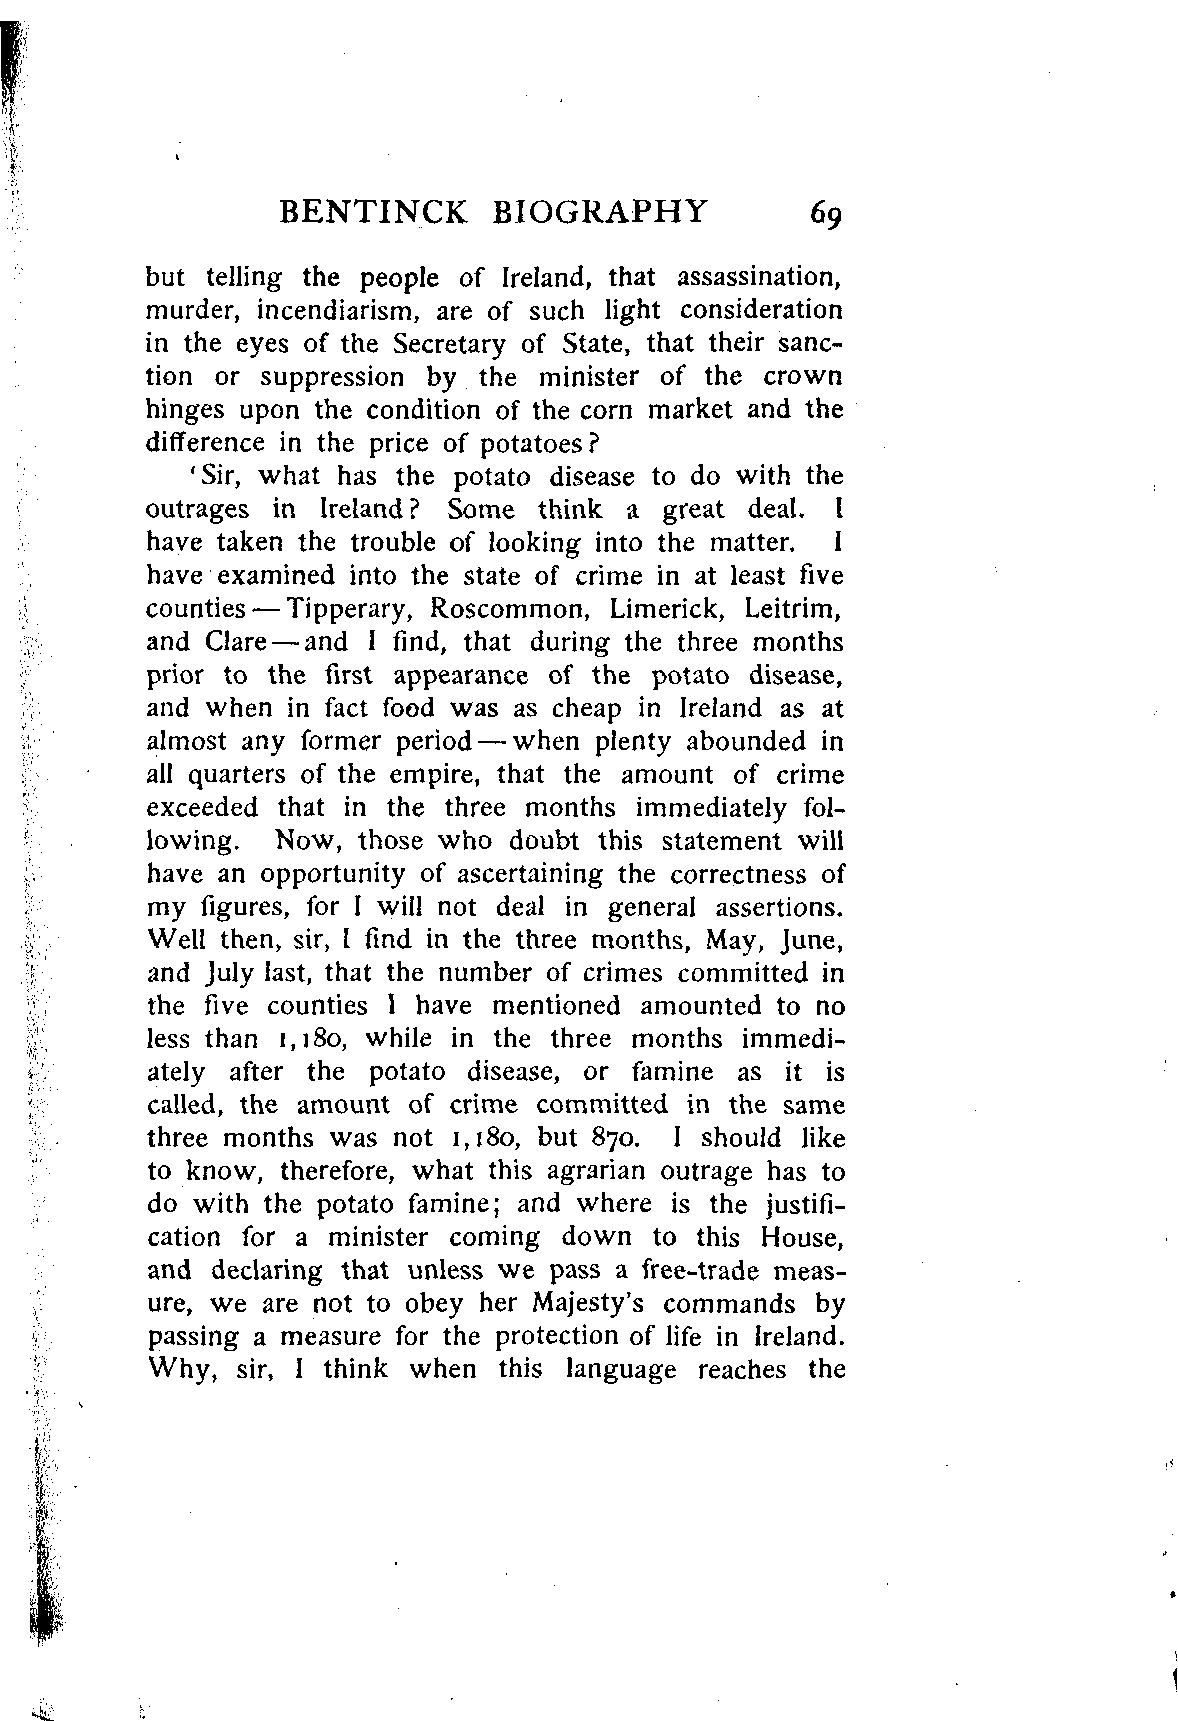 BENTINCK BIOGRAPHY 69
but telling the people of Ireland, that assassination,
murder, incendiarism, are of such light consideration
in the eyes of the Secretary of State, that their sanc-
tion or suppression by the minister of the crown
hinges upon the condition of the corn market and the
difference in the price of potatoes?
'Sir, what has the potato disease to do with the
outrages in Ireland? Some think a great deal. I
have taken the trouble of looking into the matter. I
have examined into the state of crime in at least five
counties — Tipperary, Roscommon, Limerick, Leitrim,
and Clare — and I find, that during the three months
prior to the first appearance of the potato disease,
and when in fact food was as cheap in Ireland as at
almost any former period — when plenty abounded in
all quarters of the empire, that the amount of crime
exceeded that in the three months immediately fol-
lowing. Now, those who doubt this statement will
have an opportunity of ascertaining the correctness of
my figures, for I will not deal in general assertions.
Well then, sir, I find in the three months, May, June,
and July last, that the number of crimes committed in
the five counties I have mentioned amounted to no
less than 1,180, while in the three months immedi-
ately after the potato disease, or famine as it is
called, the amount of crime committed in the same
three months was not 1,180, but 870. I should like
to know, therefore, what this agrarian outrage has to
do with the potato famine; and where is the justifi-
cation for a minister coming down to this House,
and declaring that unless we pass a free-trade meas-
ure, we are not to obey her Majesty's commands by
passing a measure for the protection of life in Ireland.
Why, sir, I think when this language reaches the